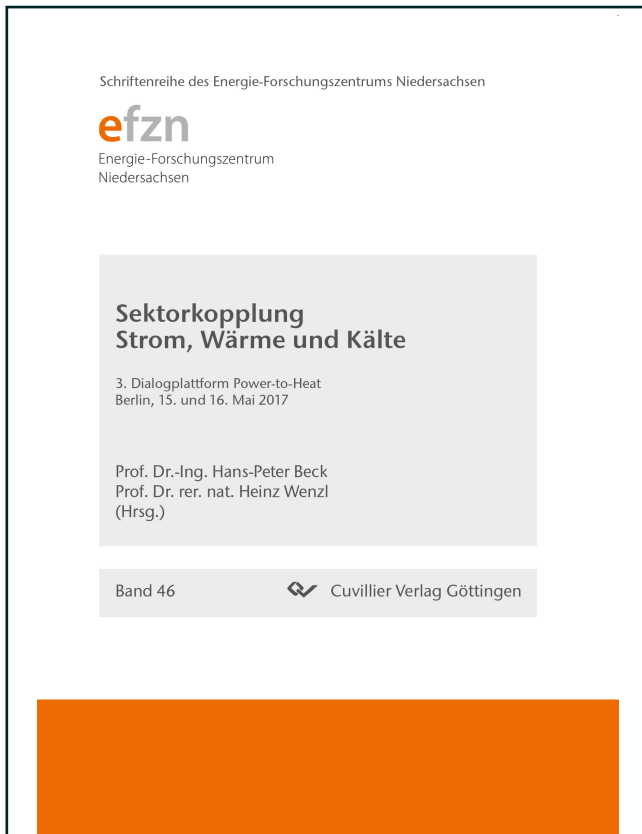 Schriftenreihe des Energie-Forschungszentrums Niedersachsen
efzn
Energie-Forschungszentrum
Niedersachsen
Sektorkopplung
Strom, Wärme und Kälte
3. Dialogplattform Power-to-Heat
Berlin, 15. und 16. Mai 2017
Prof. Dr.-Ing. Hans-Peter Beck
Prof. Dr. rer. nat. Heinz Wenzl
(Hrsg.)
Band 46 Cuvillier Verlag Göttingen